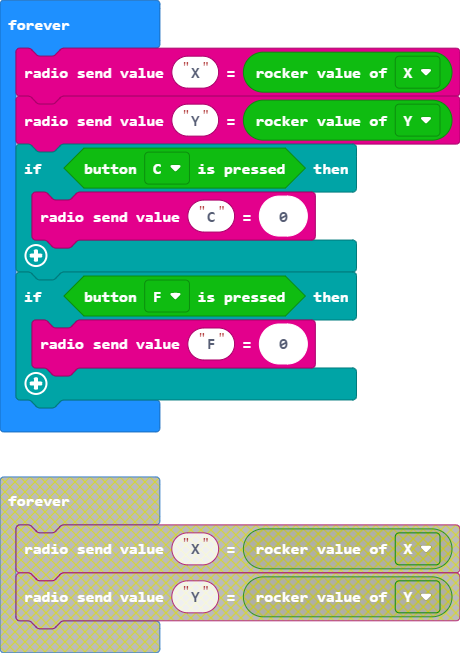 forever
radio send value "X" = rocker value of X
radio send value "Y" = rocker value of Y
if button C is pressed then
radio send value "C" = 0
if button F is pressed then
radio send value "F" = 0
forever
radio send value "X" = rocker value of X
radio send value "Y" = rocker value of Y